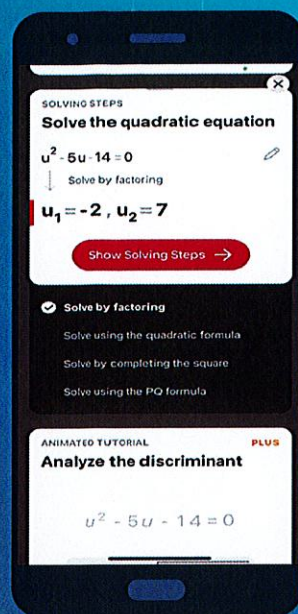 SOLVING STEPS
Solve the quadratic equation
u² - 5u - 14 = 0
Solve by factoring
u₁ = -2 , u₂ = 7
Show Solving Steps →
Solve by factoring
Solve using the quadratic formula
Solve by completing the square
Solve using the PQ formula
ANIMATED TUTORIAL PLUS
Analyze the discriminant
u² - 5u - 14 = 0